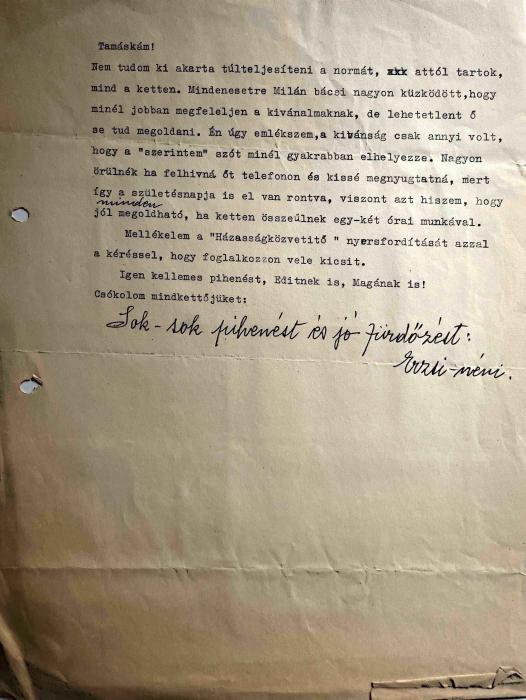 Tamáskám!
Nem tudom ki akarta túlteljesíteni a normát, xxx attól tartok,
mind a ketten. Mindenesetre Milán bácsi nagyon küzködött,hogy
minél jobban megfeleljen a kivánalmaknak, de lehetetlent ő
se tud megoldani. Én úgy emlékszem,a kivánság csak annyi volt,
hogy a "szerintem" szót minél gyakrabban elhelyezze. Nagyon
örülnék ha felhivná őt telefonon és kissé megnyugtatná, mert
így a születésnapja is el van rontva, viszont azt hiszem, hogy
minden
jól megoldható, ha ketten összeülnek egy-két órai munkával.
Mellékelem a "Házasságközvetitő " nyersforditását azzal
a kéréssel, hogy foglalkozzon vele kicsit.
Igen kellemes pihenést, Editnek is, Magának is!
Csókolom mindkettőjüket:
Sok-sok pihenést és jó fürdőzést:
Erzsi-néni.